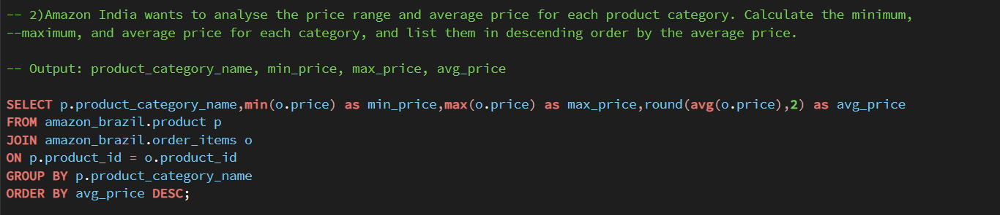 -- 2)Amazon India wants to analyse the price range and average price for each product category. Calculate the minimum,
--maximum, and average price for each category, and list them in descending order by the average price.
-- Output: product_category_name, min_price, max_price, avg_price
SELECT p.product_category_name,min(o.price) as min_price,max(o.price) as max_price,round(avg(o.price),2) as avg_price
FROM amazon_brazil.product p
JOIN amazon_brazil.order_items o
ON p.product_id = o.product_id
GROUP BY p.product_category_name
ORDER BY avg_price DESC;